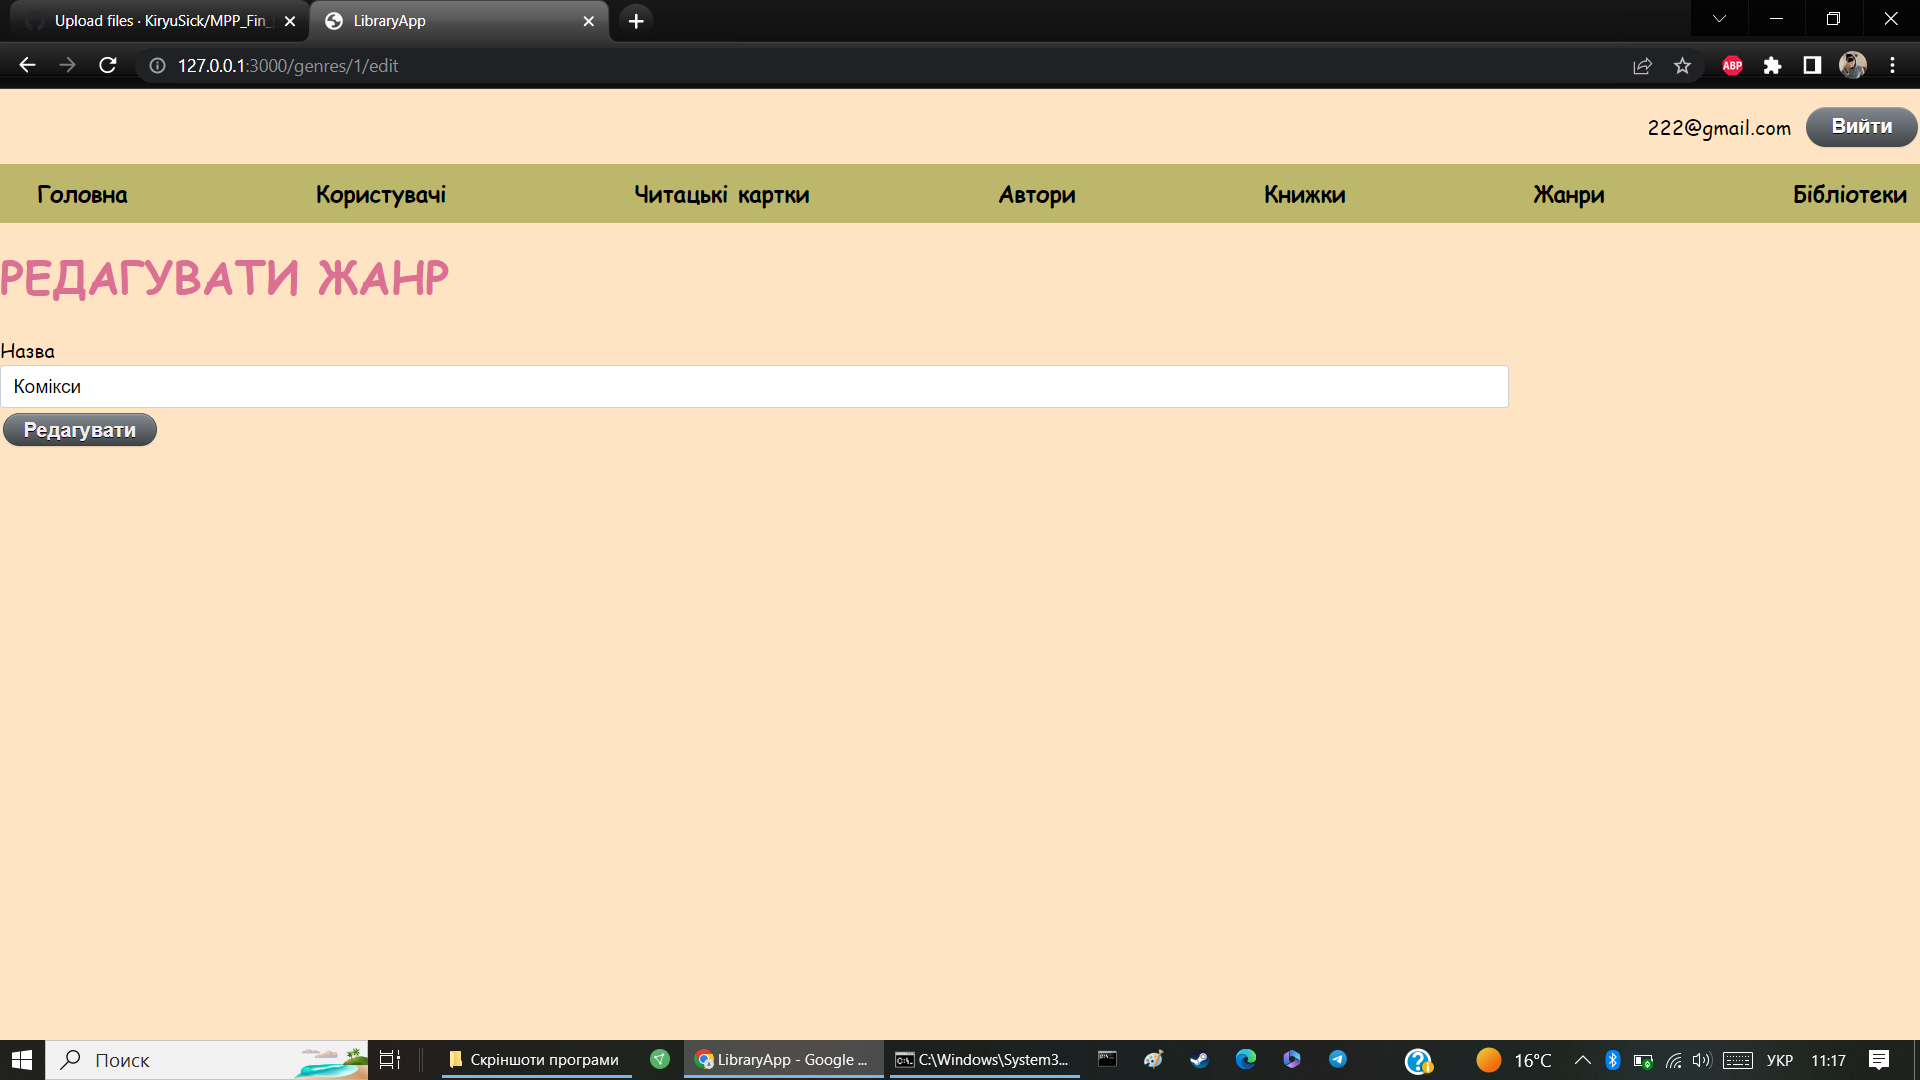 Upload files · KiryuSick/MPP_Fin_
LibraryApp
127.0.0.1:3000/genres/1/edit
ABP
222@gmail.com
Вийти
Головна Користувачі Читацькі картки Автори Книжки Жанри Бібліотеки
РЕДАГУВАТИ ЖАНР
Назва
Комікси
Редагувати
Поиск
Скріншоти програми
LibraryApp - Google ...
C:\Windows\System3...
16°C
УКР
11:17